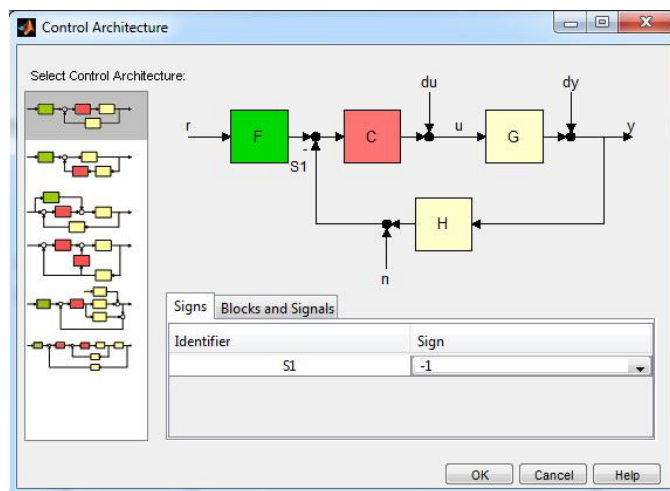 Control Architecture
Select Control Architecture:
du
dy
r
F
-
S1
C
u
G
y
H
n
Signs
Blocks and Signals
Identifier
Sign
S1
-1
OK
Cancel
Help